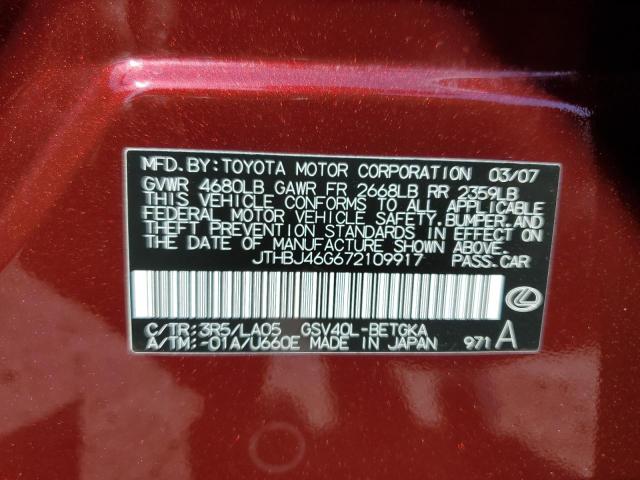 MFD.BY:TOYOTA MOTOR CORPORATION 03/07
GVWR 4680LB GAWR FR 2668LB RR 2359LB
THIS VEHICLE CONFORMS TO ALL APPLICABLE
FEDERAL MOTOR VEHICLE SAFETY,BUMPER,AND
THEFT PREVENTION STANDARDS IN EFFECT ON
THE DATE OF MANUFACTURE SHOWN ABOVE.
JTHBJ46G672109917 PASS.CAR
C/TR:3R5/LA05 GSV40L-BETGKA
A/TM:-01A/U660E MADE IN JAPAN 971 A